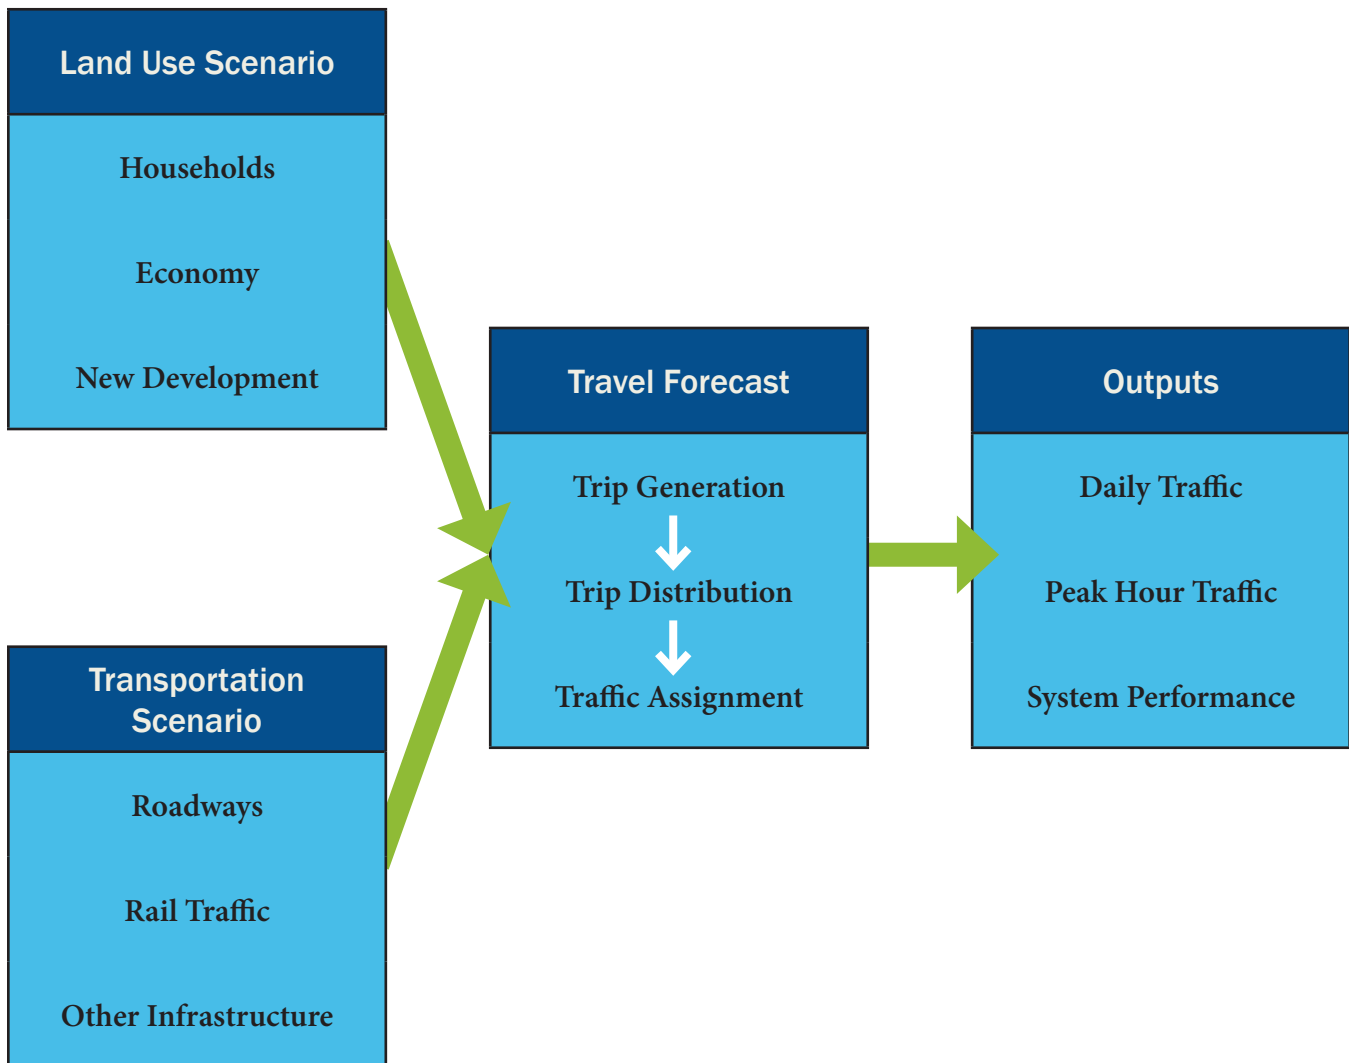 Land Use Scenario
Households
Economy
New Development
Transportation
Scenario
Roadways
Rail Traffic
Other Infrastructure
Travel Forecast
Trip Generation
Trip Distribution
Traffic Assignment
Outputs
Daily Traffic
Peak Hour Traffic
System Performance